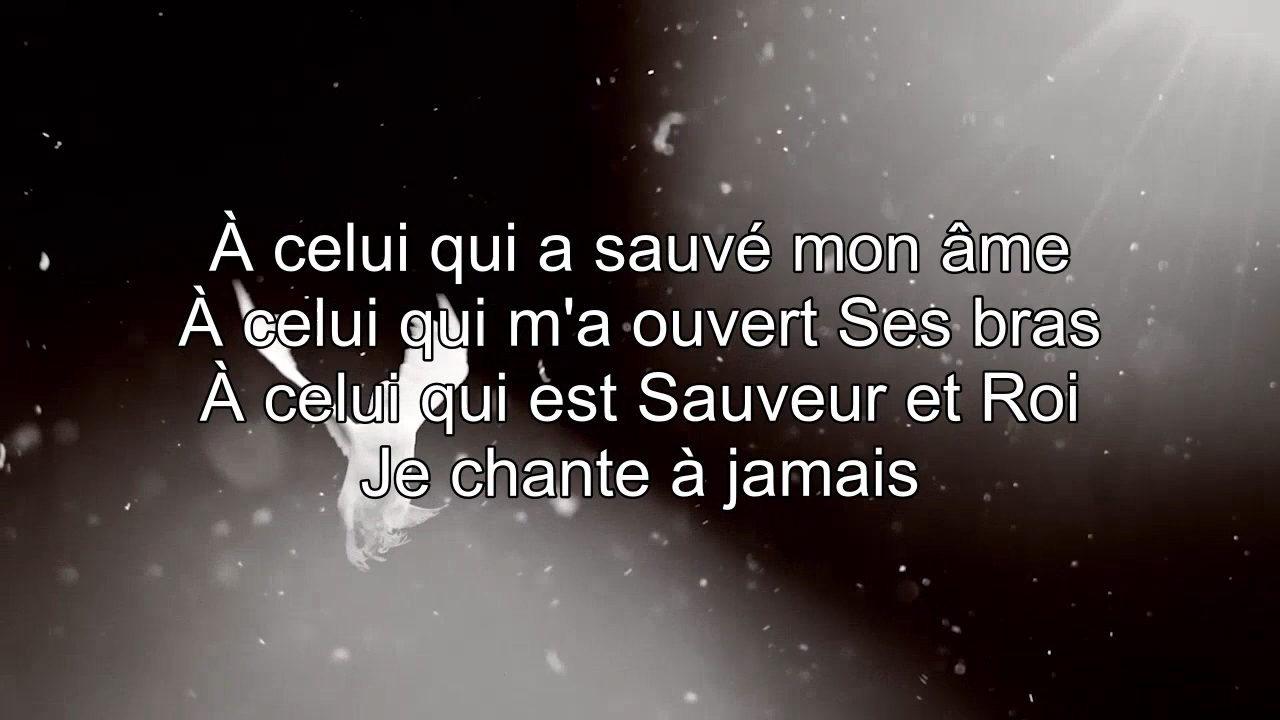 À celui qui a sauvé mon âme
À celui qui m'a ouvert Ses bras
À celui qui est Sauveur et Roi
Je chante à jamais